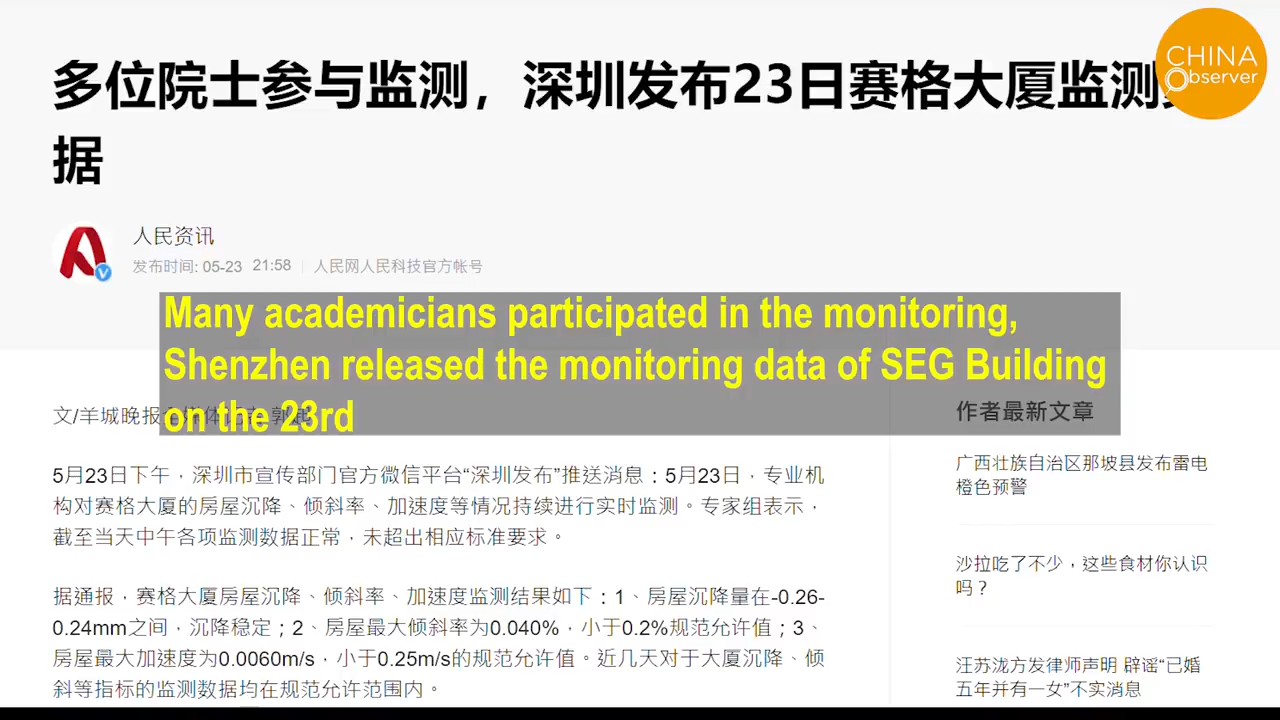 多位院士参与监测，深圳发布23日赛格大厦监测
据
CHINA
Observer
人民资讯
发布时间: 05-23 21:58 人民网人民科技官方帐号
Many academicians participated in the monitoring,
Shenzhen released the monitoring data of SEG Building
on the 23rd
文/羊城晚报
5月23日下午，深圳市宣传部门官方微信平台“深圳发布”推送消息：5月23日，专业机
构对赛格大厦的房屋沉降、倾斜率、加速度等情况持续进行实时监测。专家组表示，
截至当天中午各项监测数据正常，未超出相应标准要求。
据通报，赛格大厦房屋沉降、倾斜率、加速度监测结果如下：1、房屋沉降量在-0.26-
0.24mm之间，沉降稳定；2、房屋最大倾斜率为0.040%，小于0.2%规范允许值；3、
房屋最大加速度为0.0060m/s，小于0.25m/s的规范允许值。近几天对于大厦沉降、倾
斜等指标的监测数据均在规范允许范围内。
作者最新文章
广西壮族自治区那坡县发布雷电
橙色预警
沙拉吃了不少，这些食材你认识
吗？
汪苏泷方发律师声明 辟谣“已婚
五年并有一女”不实消息